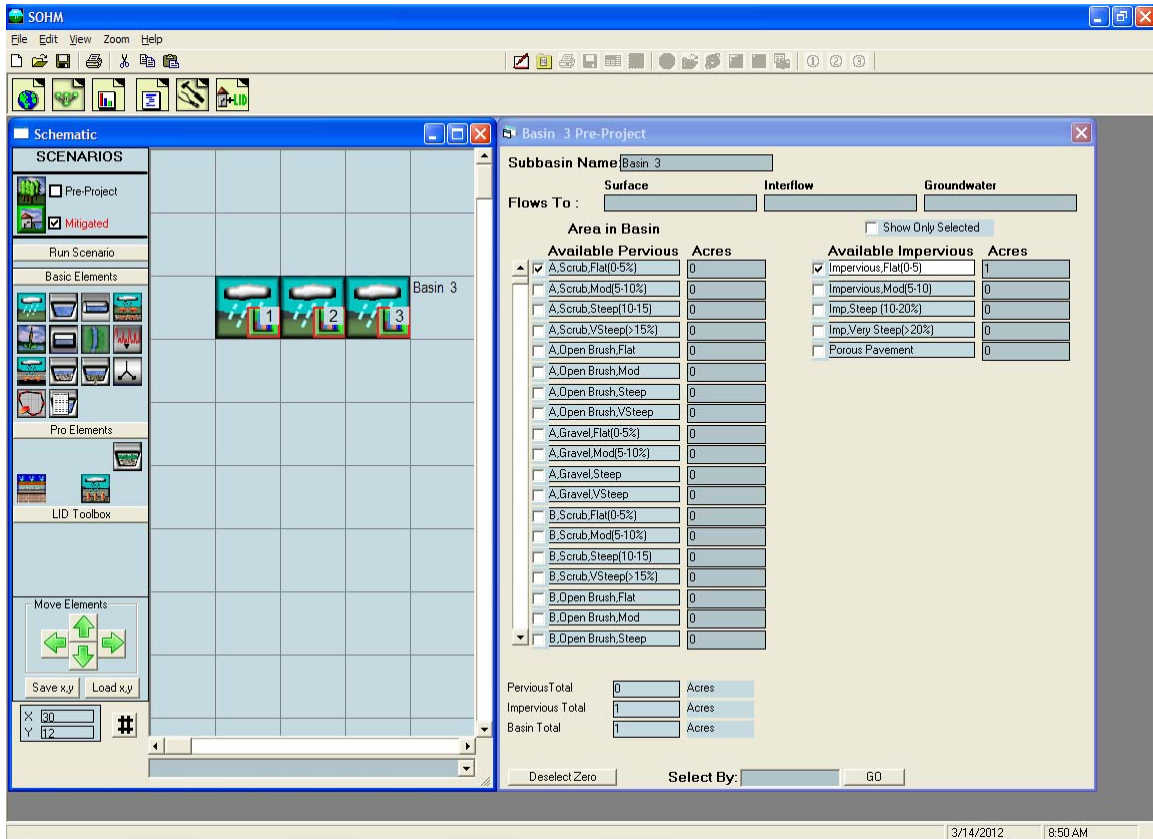 SOHM
File Edit View Zoom Help
+LID
Schematic
SCENARIOS
Pre-Project
Mitigated
Run Scenario
Basic Elements
Pro Elements
LID Toolbox
Move Elements
Save x,y Load x,y
X 30
Y 12
#
1 2 3 Basin 3
Basin 3 Pre-Project
Subbasin Name: Basin 3
Surface Interflow Groundwater
Flows To :
Area in Basin Show Only Selected
Available Pervious Acres Available Impervious Acres
A,Scrub,Flat(0-5%) 0 Impervious,Flat(0-5) 1
A,Scrub,Mod(5-10%) 0 Impervious,Mod(5-10) 0
A,Scrub,Steep(10-15) 0 Imp,Steep (10-20%) 0
A,Scrub,VSteep(>15%) 0 Imp,Very Steep(>20%) 0
A,Open Brush,Flat 0 Porous Pavement 0
A,Open Brush,Mod 0
A,Open Brush,Steep 0
A,Open Brush,VSteep 0
A,Gravel,Flat(0-5%) 0
A,Gravel,Mod(5-10%) 0
A,Gravel,Steep 0
A,Gravel,VSteep 0
B,Scrub,Flat(0-5%) 0
B,Scrub,Mod(5-10%) 0
B,Scrub,Steep(10-15) 0
B,Scrub,VSteep(>15%) 0
B,Open Brush,Flat 0
B,Open Brush,Mod 0
B,Open Brush,Steep 0
PerviousTotal 0 Acres
Impervious Total 1 Acres
Basin Total 1 Acres
Deselect Zero Select By: GO
3/14/2012 8:50 AM